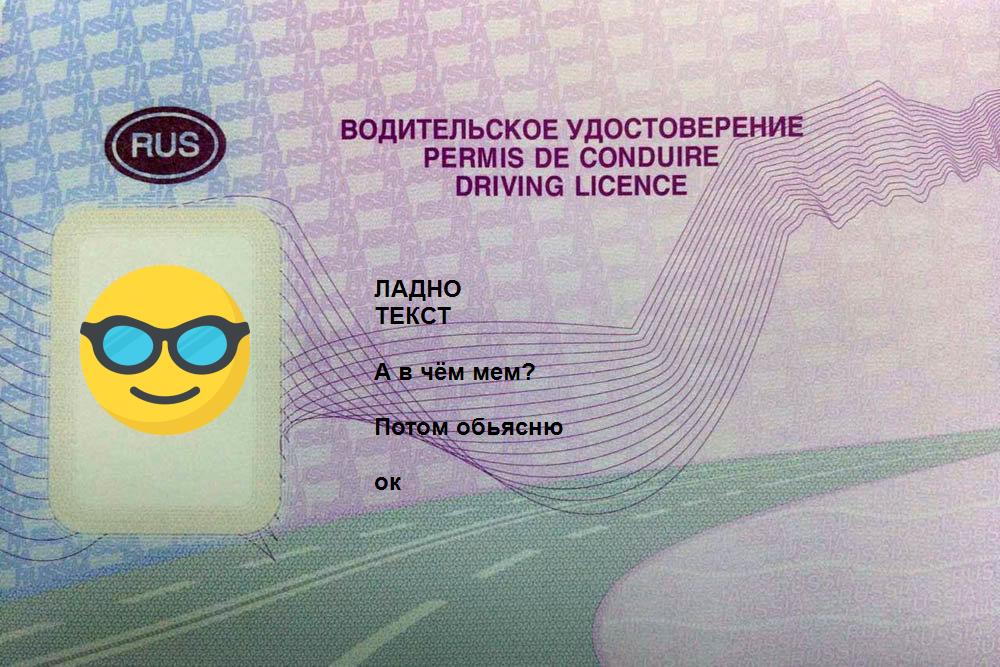 RUS
ВОДИТЕЛЬСКОЕ УДОСТОВЕРЕНИЕ
PERMIS DE CONDUIRE
DRIVING LICENCE
ЛАДНО
ТЕКСТ
А в чём мем?
Потом обьясню
ок